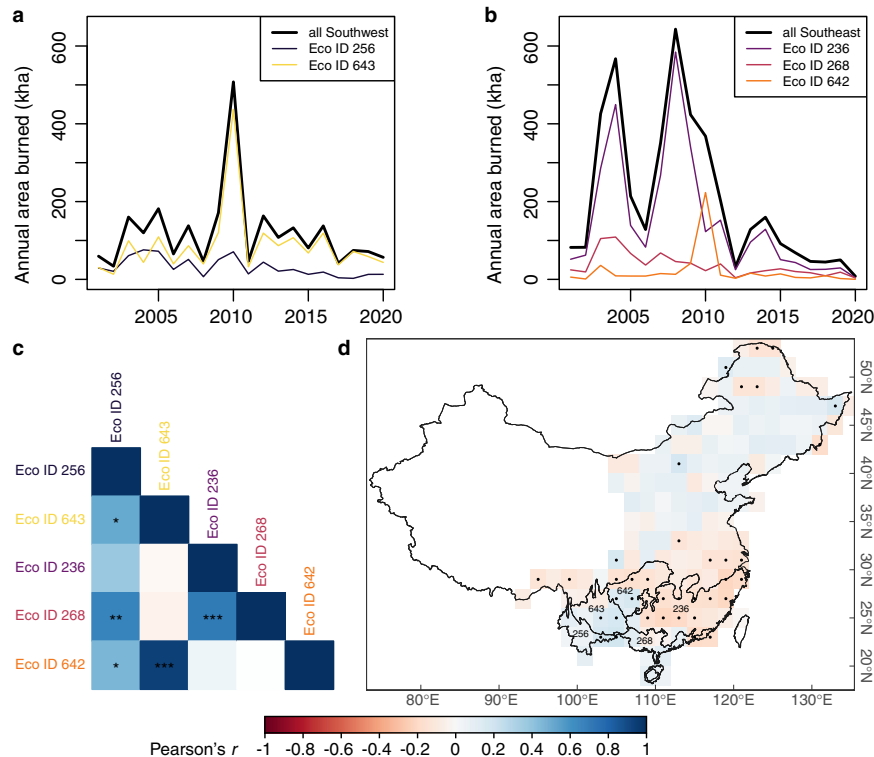 a
Annual area burned (kha)
0
200
400
600
2005
2010
2015
2020
all Southwest
Eco ID 256
Eco ID 643
b
Annual area burned (kha)
0
200
400
600
2005
2010
2015
2020
all Southeast
Eco ID 236
Eco ID 268
Eco ID 642
c
Eco ID 256
Eco ID 643
Eco ID 236
Eco ID 268
Eco ID 642
Eco ID 256
Eco ID 643
*
Eco ID 236
Eco ID 268
** ***
Eco ID 642
* ***
d
50°N
45°N
40°N
35°N
30°N
25°N
20°N
642
643
236
256
268
80°E 90°E 100°E 110°E 120°E 130°E
Pearson's r
-1 -0.8 -0.6 -0.4 -0.2 0 0.2 0.4 0.6 0.8 1